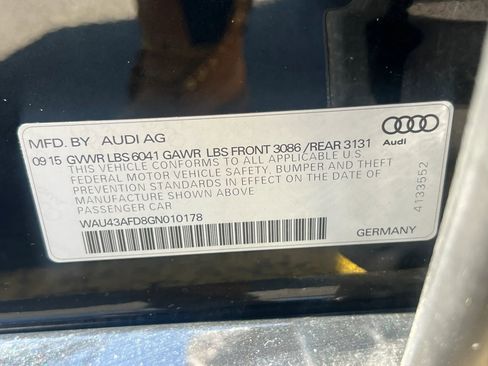 MFD. BY AUDI AG
09 15 GVWR LBS 6041 GAWR LBS FRONT 3086 /REAR 3131
THIS VEHICLE CONFORMS TO ALL APPLICABLE U.S
FEDERAL MOTOR VEHICLE SAFETY, BUMPER AND THEFT
PREVENTION STANDARDS IN EFFECT ON THE DATE OF
MANUFACTURE SHOWN ABOVE
PASSENGER CAR
WAU43AFD8GN010178
Audi
4133552
GERMANY